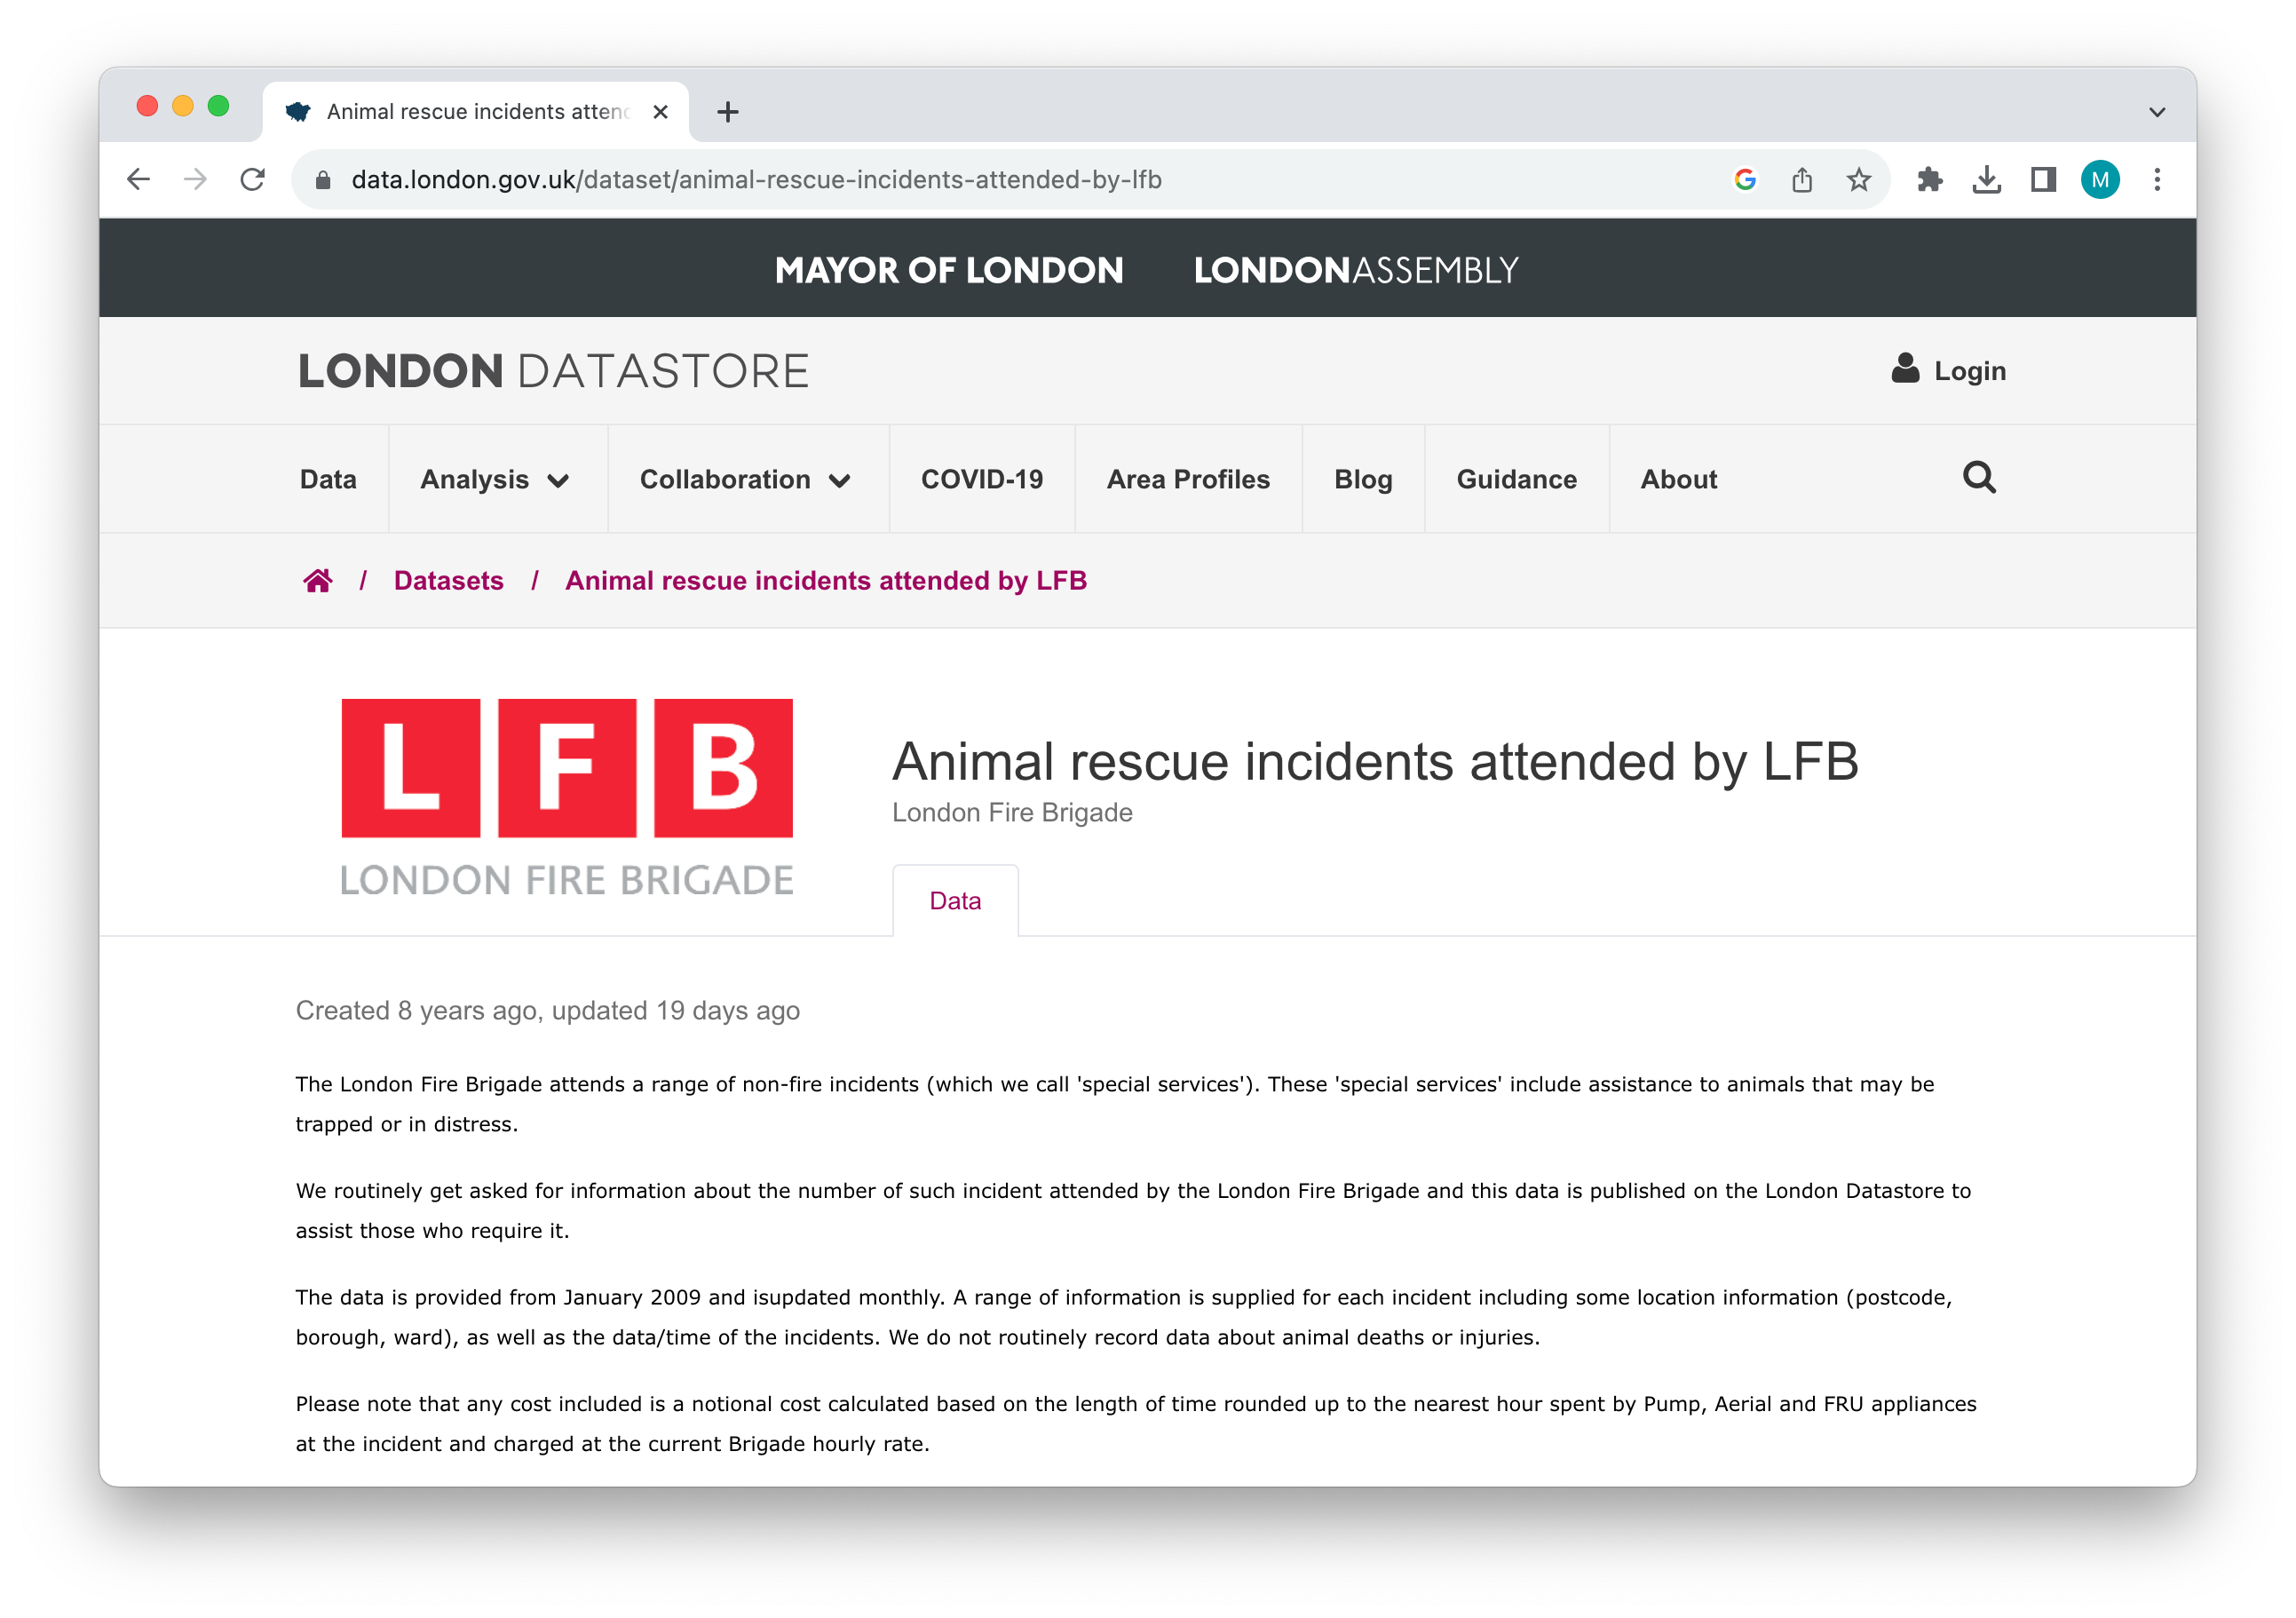 Animal rescue incidents atten
data.london.gov.uk/dataset/animal-rescue-incidents-attended-by-lfb
M
MAYOR OF LONDON LONDONASSEMBLY
LONDON DATASTORE
Login
Data Analysis Collaboration COVID-19 Area Profiles Blog Guidance About
/ Datasets / Animal rescue incidents attended by LFB
L F B
LONDON FIRE BRIGADE
Animal rescue incidents attended by LFB
London Fire Brigade
Data
Created 8 years ago, updated 19 days ago
The London Fire Brigade attends a range of non-fire incidents (which we call 'special services'). These 'special services' include assistance to animals that may be
trapped or in distress.
We routinely get asked for information about the number of such incident attended by the London Fire Brigade and this data is published on the London Datastore to
assist those who require it.
The data is provided from January 2009 and isupdated monthly. A range of information is supplied for each incident including some location information (postcode,
borough, ward), as well as the data/time of the incidents. We do not routinely record data about animal deaths or injuries.
Please note that any cost included is a notional cost calculated based on the length of time rounded up to the nearest hour spent by Pump, Aerial and FRU appliances
at the incident and charged at the current Brigade hourly rate.